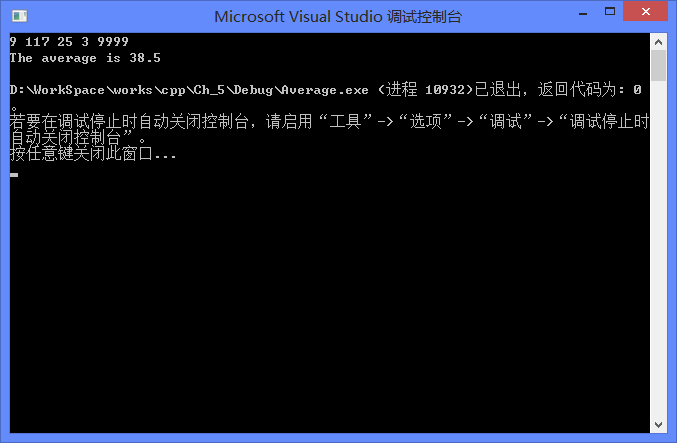 Microsoft Visual Studio 调试控制台
9 117 25 3 9999
The average is 38.5
D:\WorkSpace\works\cpp\Ch_5\Debug\Average.exe (进程 10932)已退出，返回代码为: 0
。
若要在调试停止时自动关闭控制台，请启用“工具”->“选项”->“调试”->“调试停止时
自动关闭控制台”。
按任意键关闭此窗口...